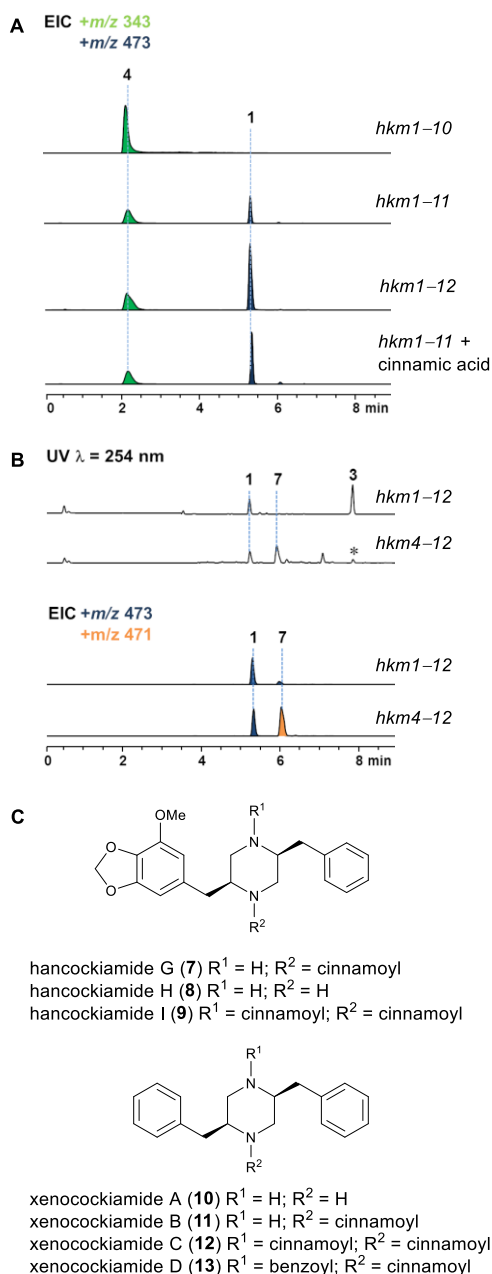 A EIC +m/z 343
+m/z 473
4
1
hkm1–10
hkm1–11
hkm1–12
hkm1–11 +
cinnamic acid
0 2 4 6 8 min
B UV λ = 254 nm
1 7 3
hkm1–12
* hkm4–12
EIC +m/z 473
+m/z 471
1 7
hkm1–12
hkm4–12
0 2 4 6 8 min
C
OMe R¹
O N
O N
R²
hancockiamide G (7) R¹ = H; R² = cinnamoyl
hancockiamide H (8) R¹ = H; R² = H
hancockiamide I (9) R¹ = cinnamoyl; R² = cinnamoyl
R¹
N
N
R²
xenocockiamide A (10) R¹ = H; R² = H
xenocockiamide B (11) R¹ = H; R² = cinnamoyl
xenocockiamide C (12) R¹ = cinnamoyl; R² = cinnamoyl
xenocockiamide D (13) R¹ = benzoyl; R² = cinnamoyl